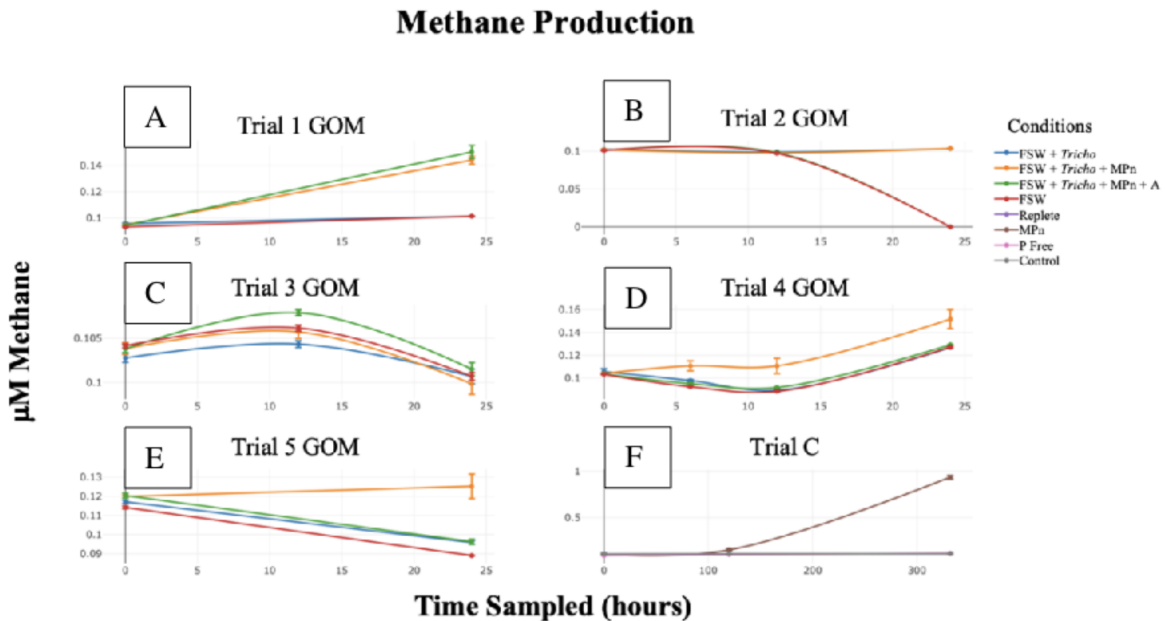 Methane Production
A
Trial 1 GOM
0.14
0.12
0.1
0 5 10 15 20 25
B
Trial 2 GOM
0.1
0.05
0
0 5 10 15 20 25
Conditions
FSW + Tricho
FSW + Tricho + MPn
FSW + Tricho + MPn + A
FSW
Replete
MPn
P Free
Control
µM Methane
C
Trial 3 GOM
0.105
0.1
0 5 10 15 20 25
D
Trial 4 GOM
0.16
0.14
0.12
0.1
0 5 10 15 20 25
E
Trial 5 GOM
0.13
0.12
0.11
0.1
0.09
0 5 10 15 20 25
F
Trial C
1
0.5
0 100 200 300
Time Sampled (hours)